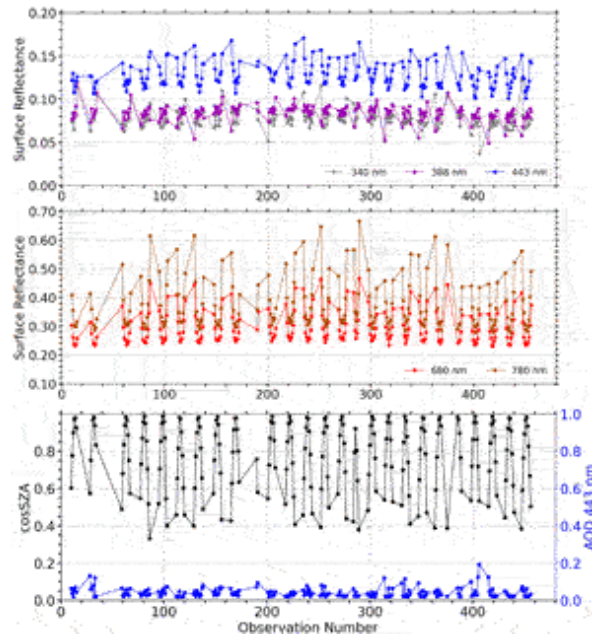 0.20
0.15
0.10
0.05
0.00
Surface Reflectance
0 100 200 300 400
340 nm 388 nm 443 nm
0.70
0.60
0.50
0.40
0.30
0.20
0.10
Surface Reflectance
0 100 200 300 400
680 nm 780 nm
0.8
0.6
0.4
0.2
0.0
cosSZA
1.0
0.8
0.6
0.4
0.2
0.0
AOD 443 nm
0 100 200 300 400
Observation Number